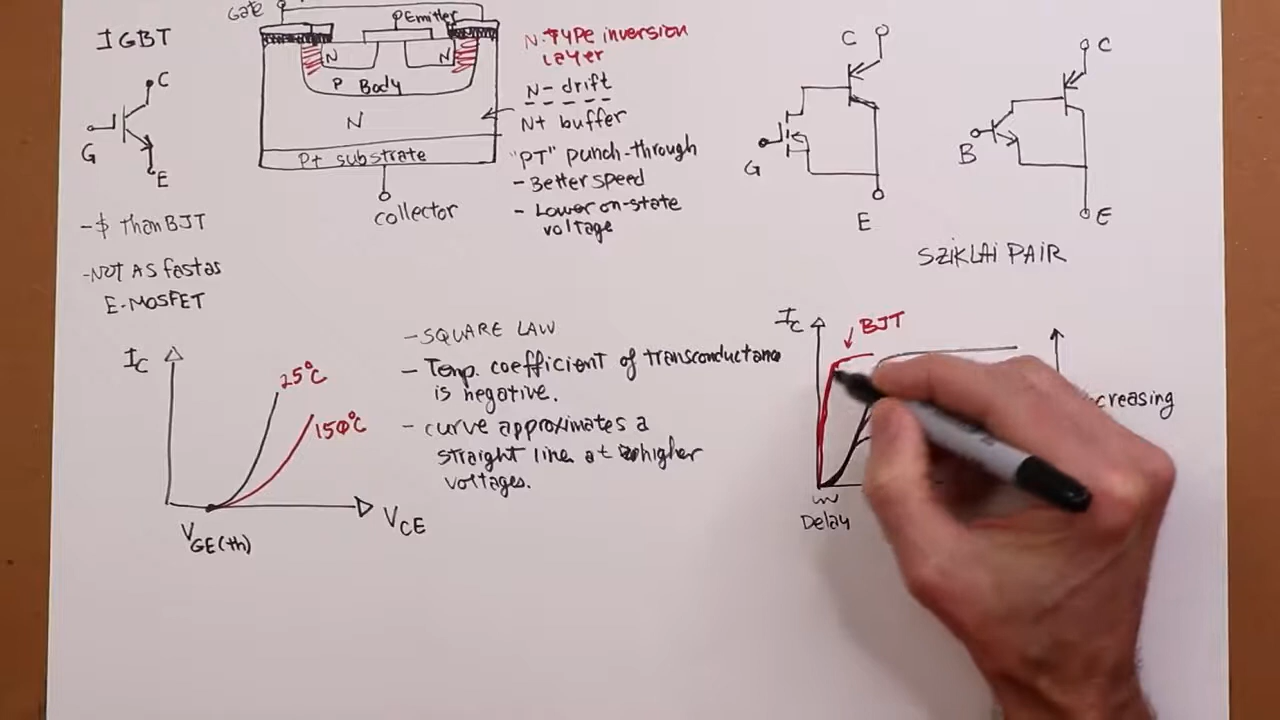 IGBT
Gate
Emitter
N
N
P Body
N
P+ substrate
collector
C
G
E
-$ Than BJT
-NOT AS fast as
E-MOSFET
N-TYPE inversion
layer
N- drift
N+ buffer
"PT" punch-through
- Better speed
- Lower on-state
voltage
C
G
E
C
B
E
SZIKLAI PAIR
IC
25°C
150°C
VGE(th)
VCE
- SQUARE LAW
- Temp. coefficient of transconductance
is negative.
- curve approximates a
straight line at higher
voltages.
IC
BJT
creasing
Delay